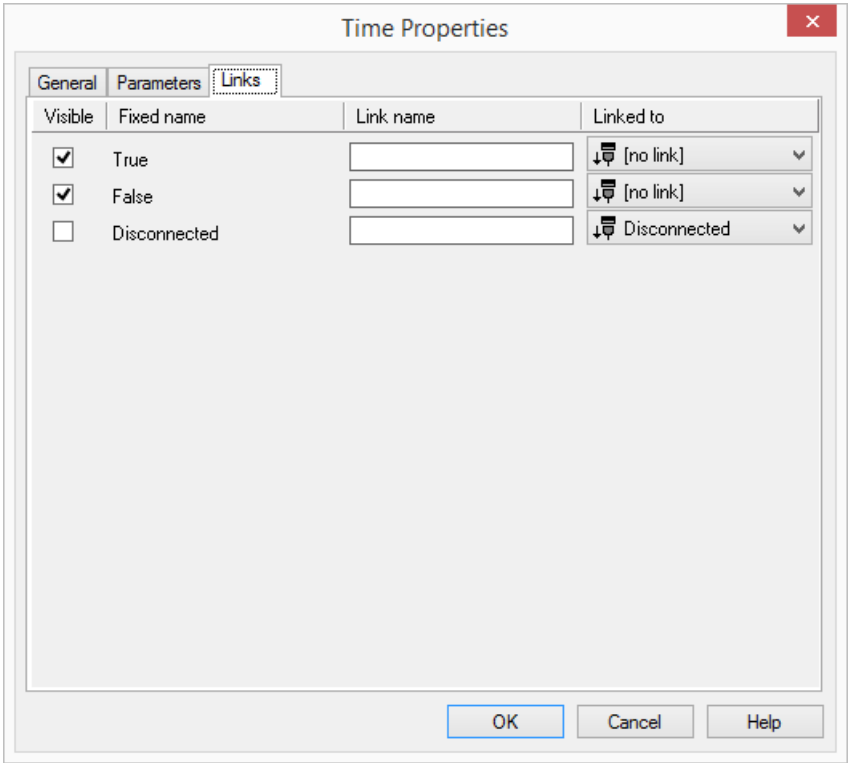 Time Properties
General Parameters Links
Visible Fixed name Link name Linked to
True [no link]
False [no link]
Disconnected Disconnected
OK Cancel Help